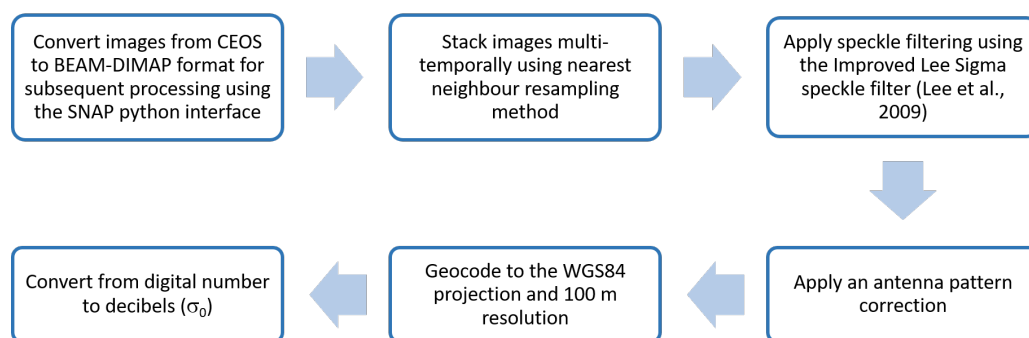 Convert images from CEOS
to BEAM-DIMAP format for
subsequent processing using
the SNAP python interface
Stack images multi-
temporally using nearest
neighbour resampling
method
Apply speckle filtering using
the Improved Lee Sigma
speckle filter (Lee et al.,
2009)
Apply an antenna pattern
correction
Geocode to the WGS84
projection and 100 m
resolution
Convert from digital number
to decibels (σ₀)